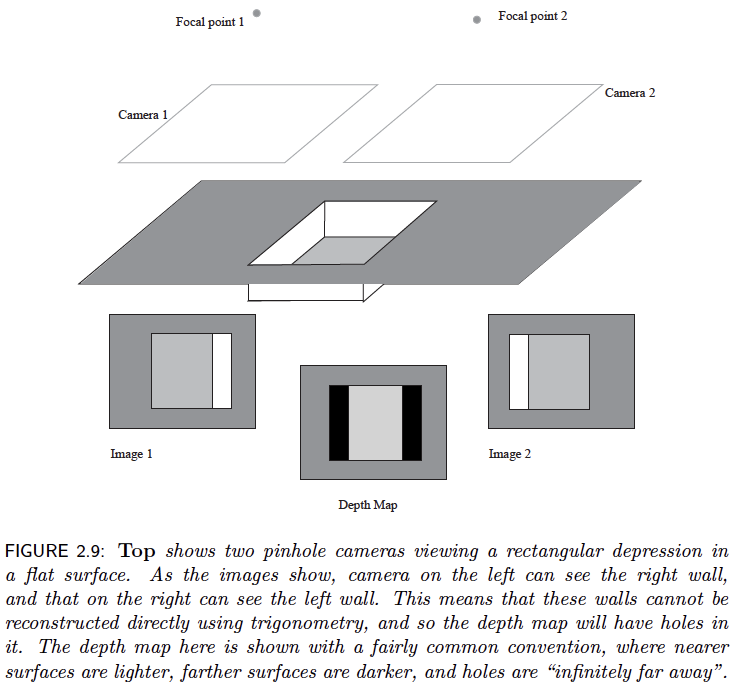 Focal point 1
Focal point 2
Camera 1
Camera 2
Image 1
Image 2
Depth Map
FIGURE 2.9: Top shows two pinhole cameras viewing a rectangular depression in
a flat surface. As the images show, camera on the left can see the right wall,
and that on the right can see the left wall. This means that these walls cannot be
reconstructed directly using trigonometry, and so the depth map will have holes in
it. The depth map here is shown with a fairly common convention, where nearer
surfaces are lighter, farther surfaces are darker, and holes are “infinitely far away”.